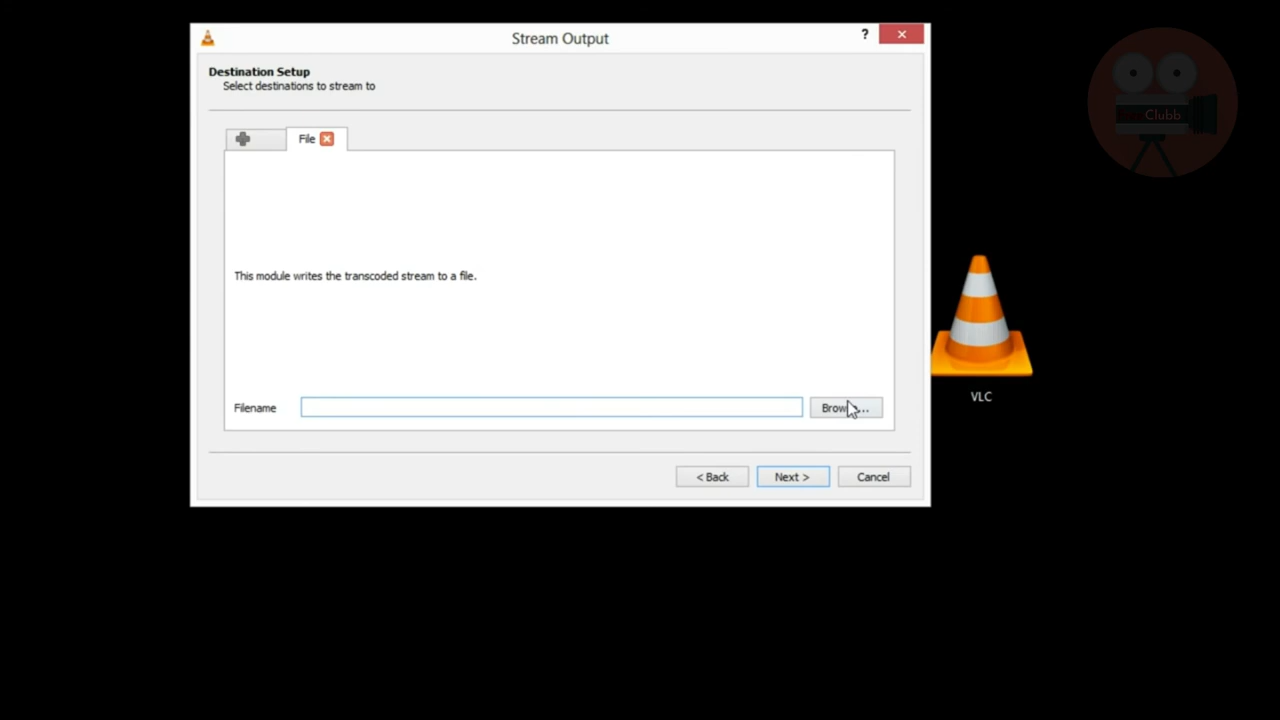 Stream Output
?
Destination Setup
Select destinations to stream to
File
This module writes the transcoded stream to a file.
Filename
< Back
Next >
Cancel
Clubb
VLC